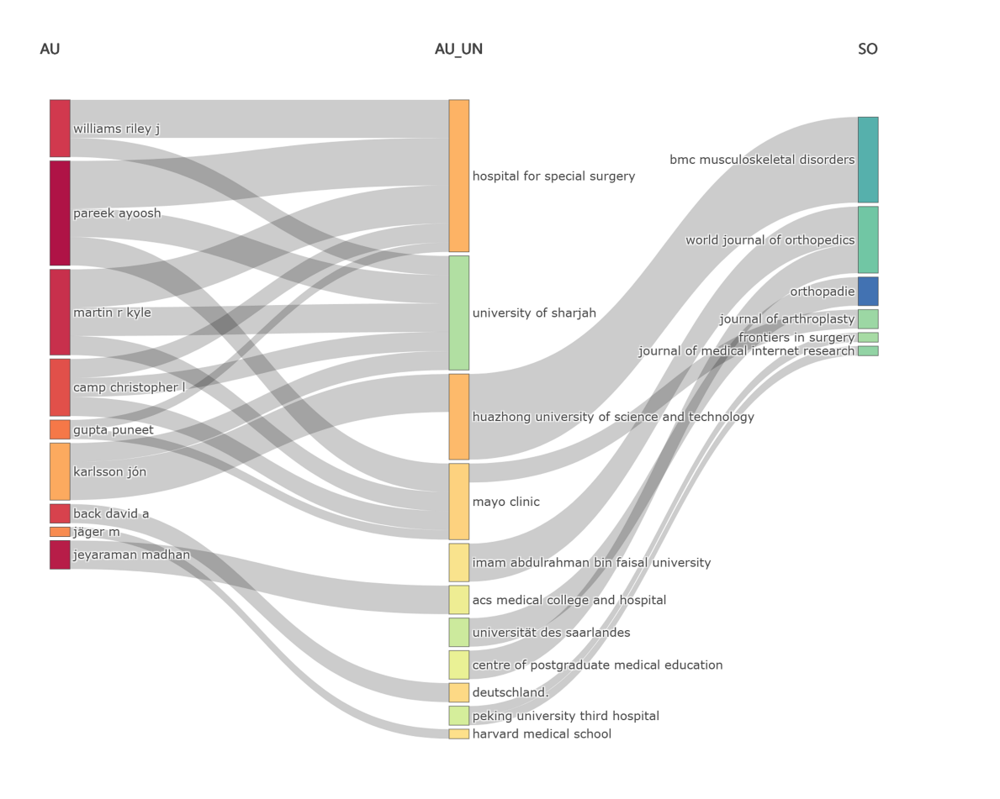 AU
AU_UN
SO
williams riley j
pareek ayoosh
martin r kyle
camp christopher l
gupta puneet
karlsson jón
back david a
jäger m
jeyaraman madhan
hospital for special surgery
university of sharjah
huazhong university of science and technology
mayo clinic
imam abdulrahman bin faisal university
acs medical college and hospital
universität des saarlandes
centre of postgraduate medical education
deutschland.
peking university third hospital
harvard medical school
bmc musculoskeletal disorders
world journal of orthopedics
orthopadie
journal of arthroplasty
frontiers in surgery
journal of medical internet research